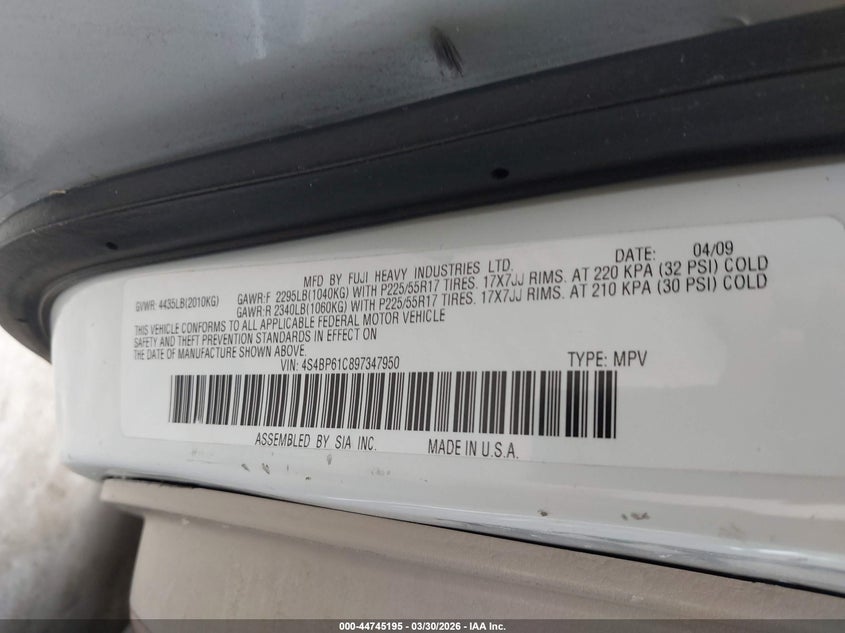 MFD BY FUJI HEAVY INDUSTRIES LTD. DATE: 04/09
GVWR: 4435LB(2010KG) GAWR:F 2295LB(1040KG) WITH P225/55R17 TIRES. 17X7JJ RIMS. AT 220 KPA (32 PSI) COLD
GAWR:R 2340LB(1060KG) WITH P225/55R17 TIRES. 17X7JJ RIMS. AT 210 KPA (30 PSI) COLD
THIS VEHICLE CONFORMS TO ALL APPLICABLE FEDERAL MOTOR VEHICLE
SAFETY AND THEFT PREVENTION STANDARDS IN EFFECT ON
THE DATE OF MANUFACTURE SHOWN ABOVE.
VIN: 4S4BP61C897347950 TYPE: MPV
ASSEMBLED BY SIA INC. MADE IN U.S.A.
000-44745195 - 03/30/2026 - IAA Inc.